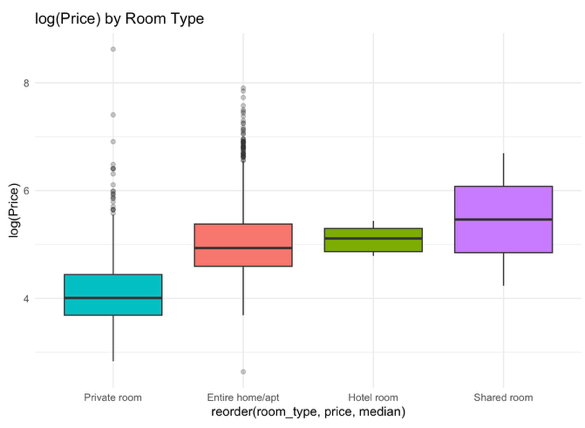 log(Price) by Room Type
log(Price)
8
6
4
Private room
Entire home/apt
Hotel room
Shared room
reorder(room_type, price, median)